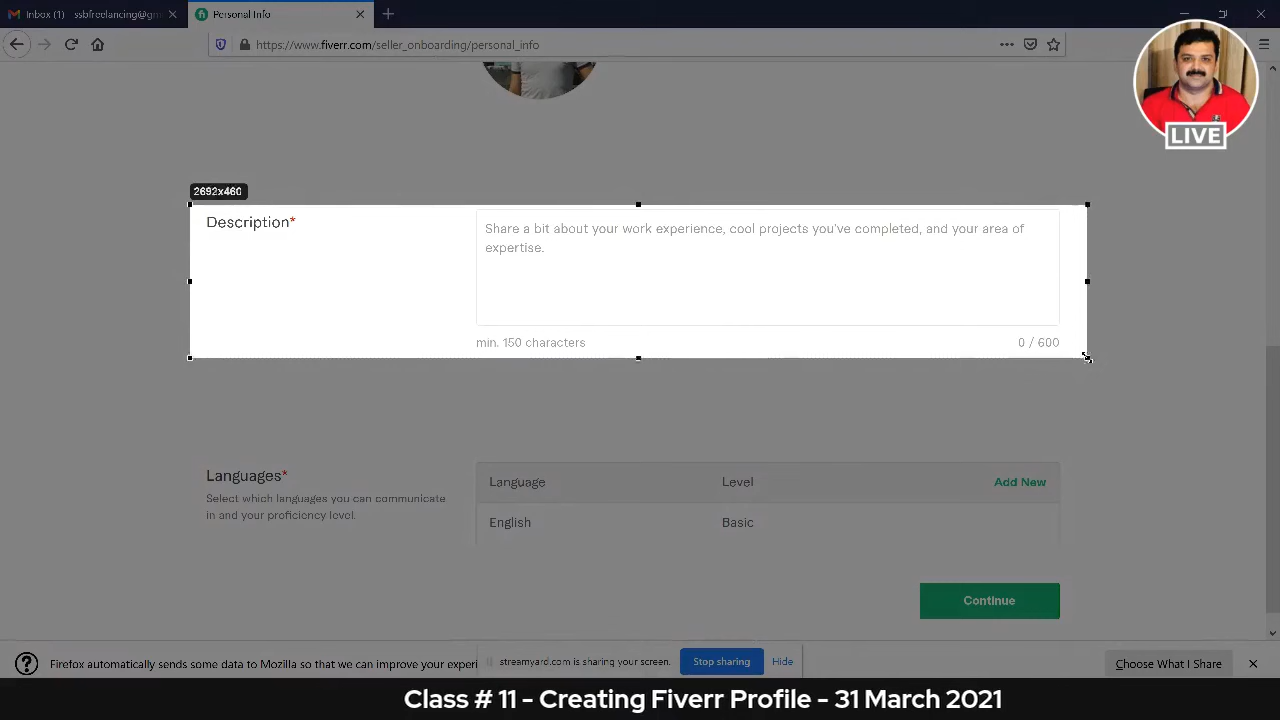 Inbox (1) - ssbfreelancing@gm
Personal Info
https://www.fiverr.com/seller_onboarding/personal_info
LIVE
2692x460
Description*
Share a bit about your work experience, cool projects you've completed, and your area of
expertise.
min. 150 characters
0 / 600
Languages*
Select which languages you can communicate
in and your proficiency level.
Language Level Add New
English Basic
Continue
Firefox automatically sends some data to Mozilla so that we can improve your experi
streamyard.com is sharing your screen. Stop sharing Hide
Choose What I Share
Class # 11 - Creating Fiverr Profile - 31 March 2021